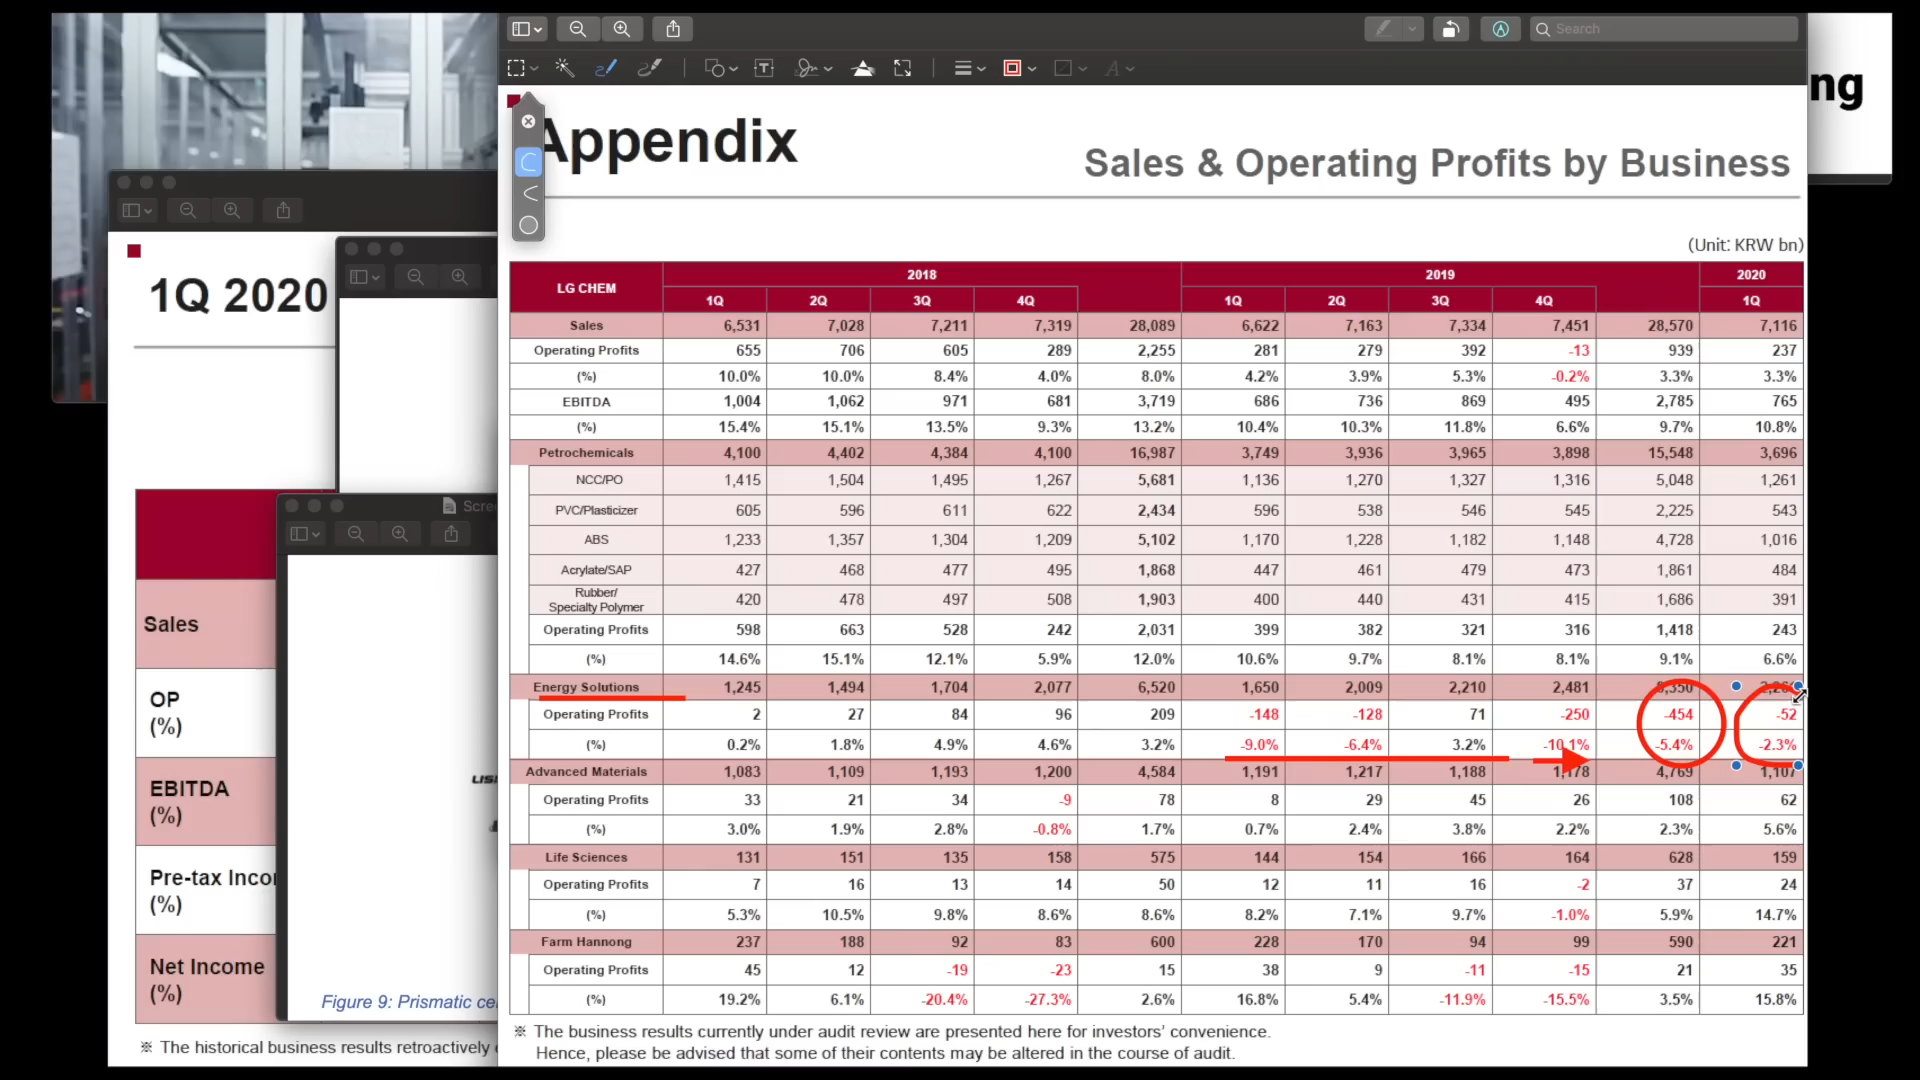 Search
ng
Appendix
Sales & Operating Profits by Business
(Unit: KRW bn)
LG CHEM 2018 2019 2020
1Q 2Q 3Q 4Q 1Q 2Q 3Q 4Q 1Q
Sales 6,531 7,028 7,211 7,319 28,089 6,622 7,163 7,334 7,451 28,570 7,116
Operating Profits 655 706 605 289 2,255 281 279 392 -13 939 237
(%) 10.0% 10.0% 8.4% 4.0% 8.0% 4.2% 3.9% 5.3% -0.2% 3.3% 3.3%
EBITDA 1,004 1,062 971 681 3,719 686 736 869 495 2,785 765
(%) 15.4% 15.1% 13.5% 9.3% 13.2% 10.4% 10.3% 11.8% 6.6% 9.7% 10.8%
Petrochemicals 4,100 4,402 4,384 4,100 16,987 3,749 3,936 3,965 3,898 15,548 3,696
NCC/PO 1,415 1,504 1,495 1,267 5,681 1,136 1,270 1,327 1,316 5,048 1,261
PVC/Plasticizer 605 596 611 622 2,434 596 538 546 545 2,225 543
ABS 1,233 1,357 1,304 1,209 5,102 1,170 1,228 1,182 1,148 4,728 1,016
Acrylate/SAP 427 468 477 495 1,868 447 461 479 473 1,861 484
Rubber/
Specialty Polymer 420 478 497 508 1,903 400 440 431 415 1,686 391
Operating Profits 598 663 528 242 2,031 399 382 321 316 1,418 243
(%) 14.6% 15.1% 12.1% 5.9% 12.0% 10.6% 9.7% 8.1% 8.1% 9.1% 6.6%
Energy Solutions 1,245 1,494 1,704 2,077 6,520 1,650 2,009 2,210 2,481
Operating Profits 2 27 84 96 209 -148 -128 71 -250 -454 -52
(%) 0.2% 1.8% 4.9% 4.6% 3.2% -9.0% -6.4% 3.2% -10.1% -5.4% -2.3%
Advanced Materials 1,083 1,109 1,193 1,200 4,584 1,191 1,217 1,188 1,178 4,769 1,107
Operating Profits 33 21 34 -9 78 8 29 45 26 108 62
(%) 3.0% 1.9% 2.8% -0.8% 1.7% 0.7% 2.4% 3.8% 2.2% 2.3% 5.6%
Life Sciences 131 151 135 158 575 144 154 166 164 628 159
Operating Profits 7 16 13 14 50 12 11 16 -2 37 24
(%) 5.3% 10.5% 9.8% 8.6% 8.6% 8.2% 7.1% 9.7% -1.0% 5.9% 14.7%
Farm Hannong 237 188 92 83 600 228 170 94 99 590 221
Operating Profits 45 12 -19 -23 15 38 9 -11 -15 21 35
(%) 19.2% 6.1% -20.4% -27.3% 2.6% 16.8% 5.4% -11.9% -15.5% 3.5% 15.8%
※ The business results currently under audit review are presented here for investors' convenience.
Hence, please be advised that some of their contents may be altered in the course of audit.
1Q 2020
Sales
OP
(%)
EBITDA
(%)
Pre-tax Incor
(%)
Net Income
(%)
※ The historical business results retroactively
Scree
Figure 9: Prismatic ce